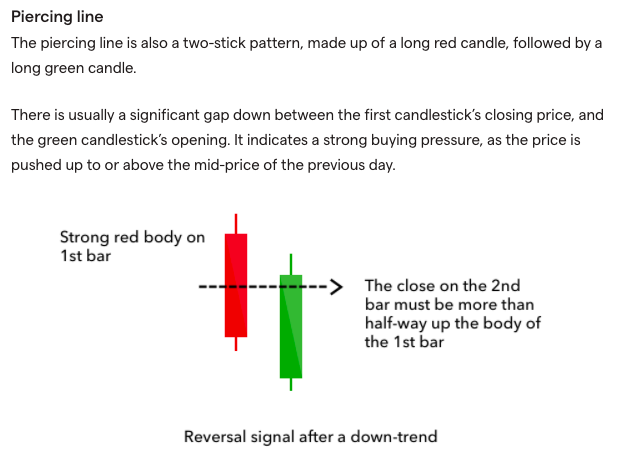 Piercing line
The piercing line is also a two-stick pattern, made up of a long red candle, followed by a
long green candle.
There is usually a significant gap down between the first candlestick’s closing price, and
the green candlestick’s opening. It indicates a strong buying pressure, as the price is
pushed up to or above the mid-price of the previous day.
Strong red body on
1st bar
The close on the 2nd
bar must be more than
half-way up the body of
the 1st bar
Reversal signal after a down-trend